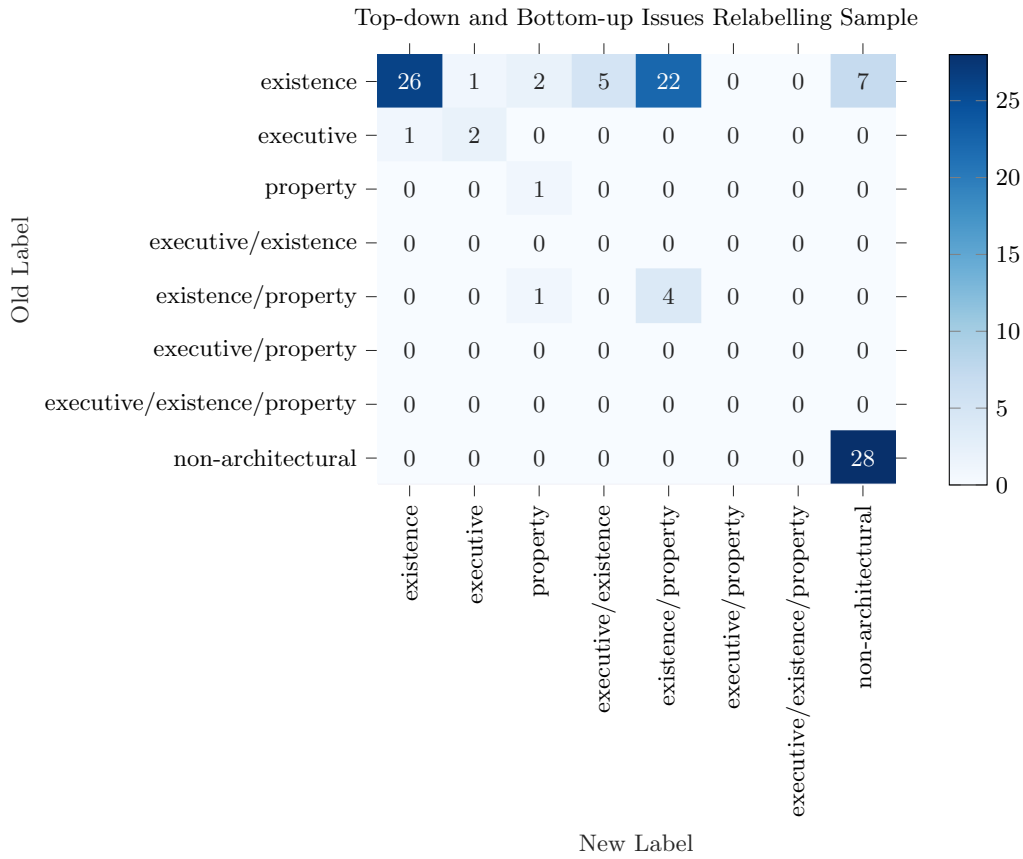 Top-down and Bottom-up Issues Relabelling Sample
existence 26 1 2 5 22 0 0 7
executive 1 2 0 0 0 0 0 0
property 0 0 1 0 0 0 0 0
executive/existence 0 0 0 0 0 0 0 0
existence/property 0 0 1 0 4 0 0 0
executive/property 0 0 0 0 0 0 0 0
executive/existence/property 0 0 0 0 0 0 0 0
non-architectural 0 0 0 0 0 0 0 28
Old Label
existence
executive
property
executive/existence
existence/property
executive/property
executive/existence/property
non-architectural
New Label
25
20
15
10
5
0